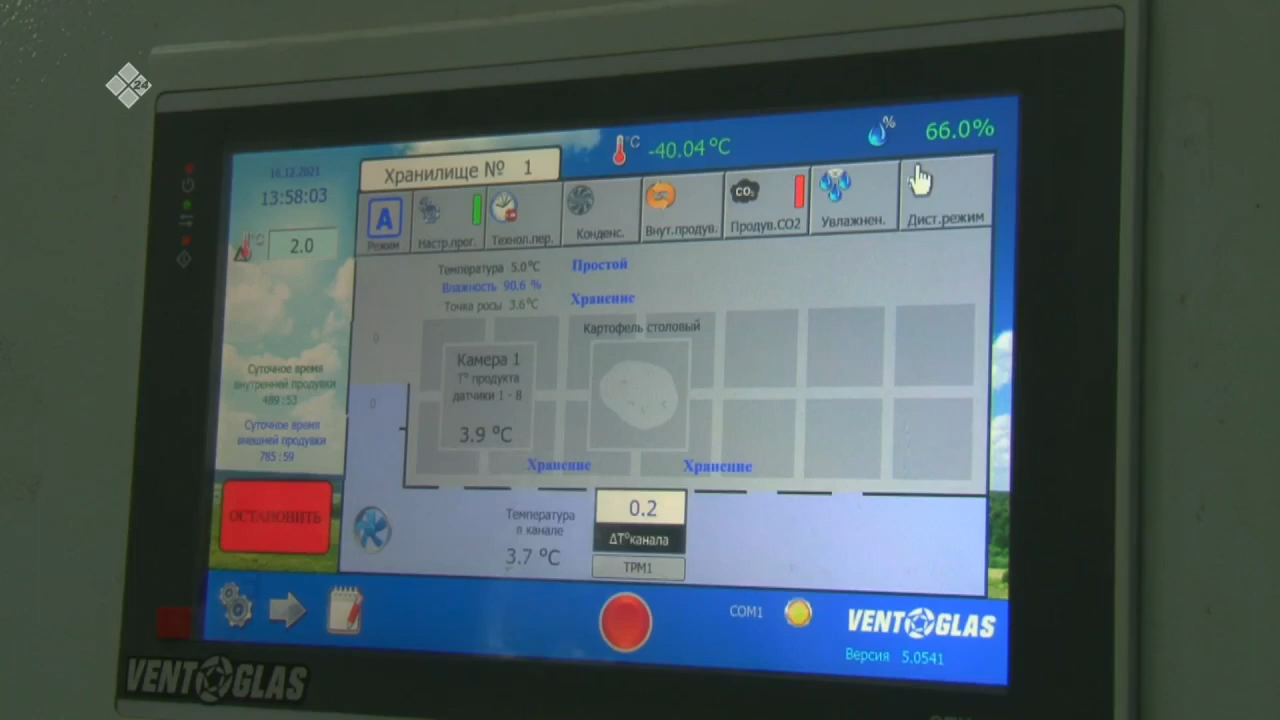 X24
16.12.2021
13:58:03
Хранилище № 1
°C -40.04 °C
% 66.0%
°C 2.0
A
Режим
Настр.прог.
Технол.пер.
Конденс.
Внут.продув.
CO₂
Продув.CO2
Увлажнен.
Дист.режим
Температура 5.0°C
Влажность 90.6 %
Точка росы 3.6°C
Простой
Хранение
Картофель столовый
0
0
Камера 1
T° продукта
датчики 1 - 8
3.9 °C
Суточное время
внутренней продувки
489:53
Суточное время
внешней продувки
785:59
Хранение
Хранение
ОСТАНОВИТЬ
Температура
в канале
3.7 °C
0.2
ΔT°канала
ТРМ1
COM1
VENTOGLAS
Версия 5.0541
VENTOGLAS